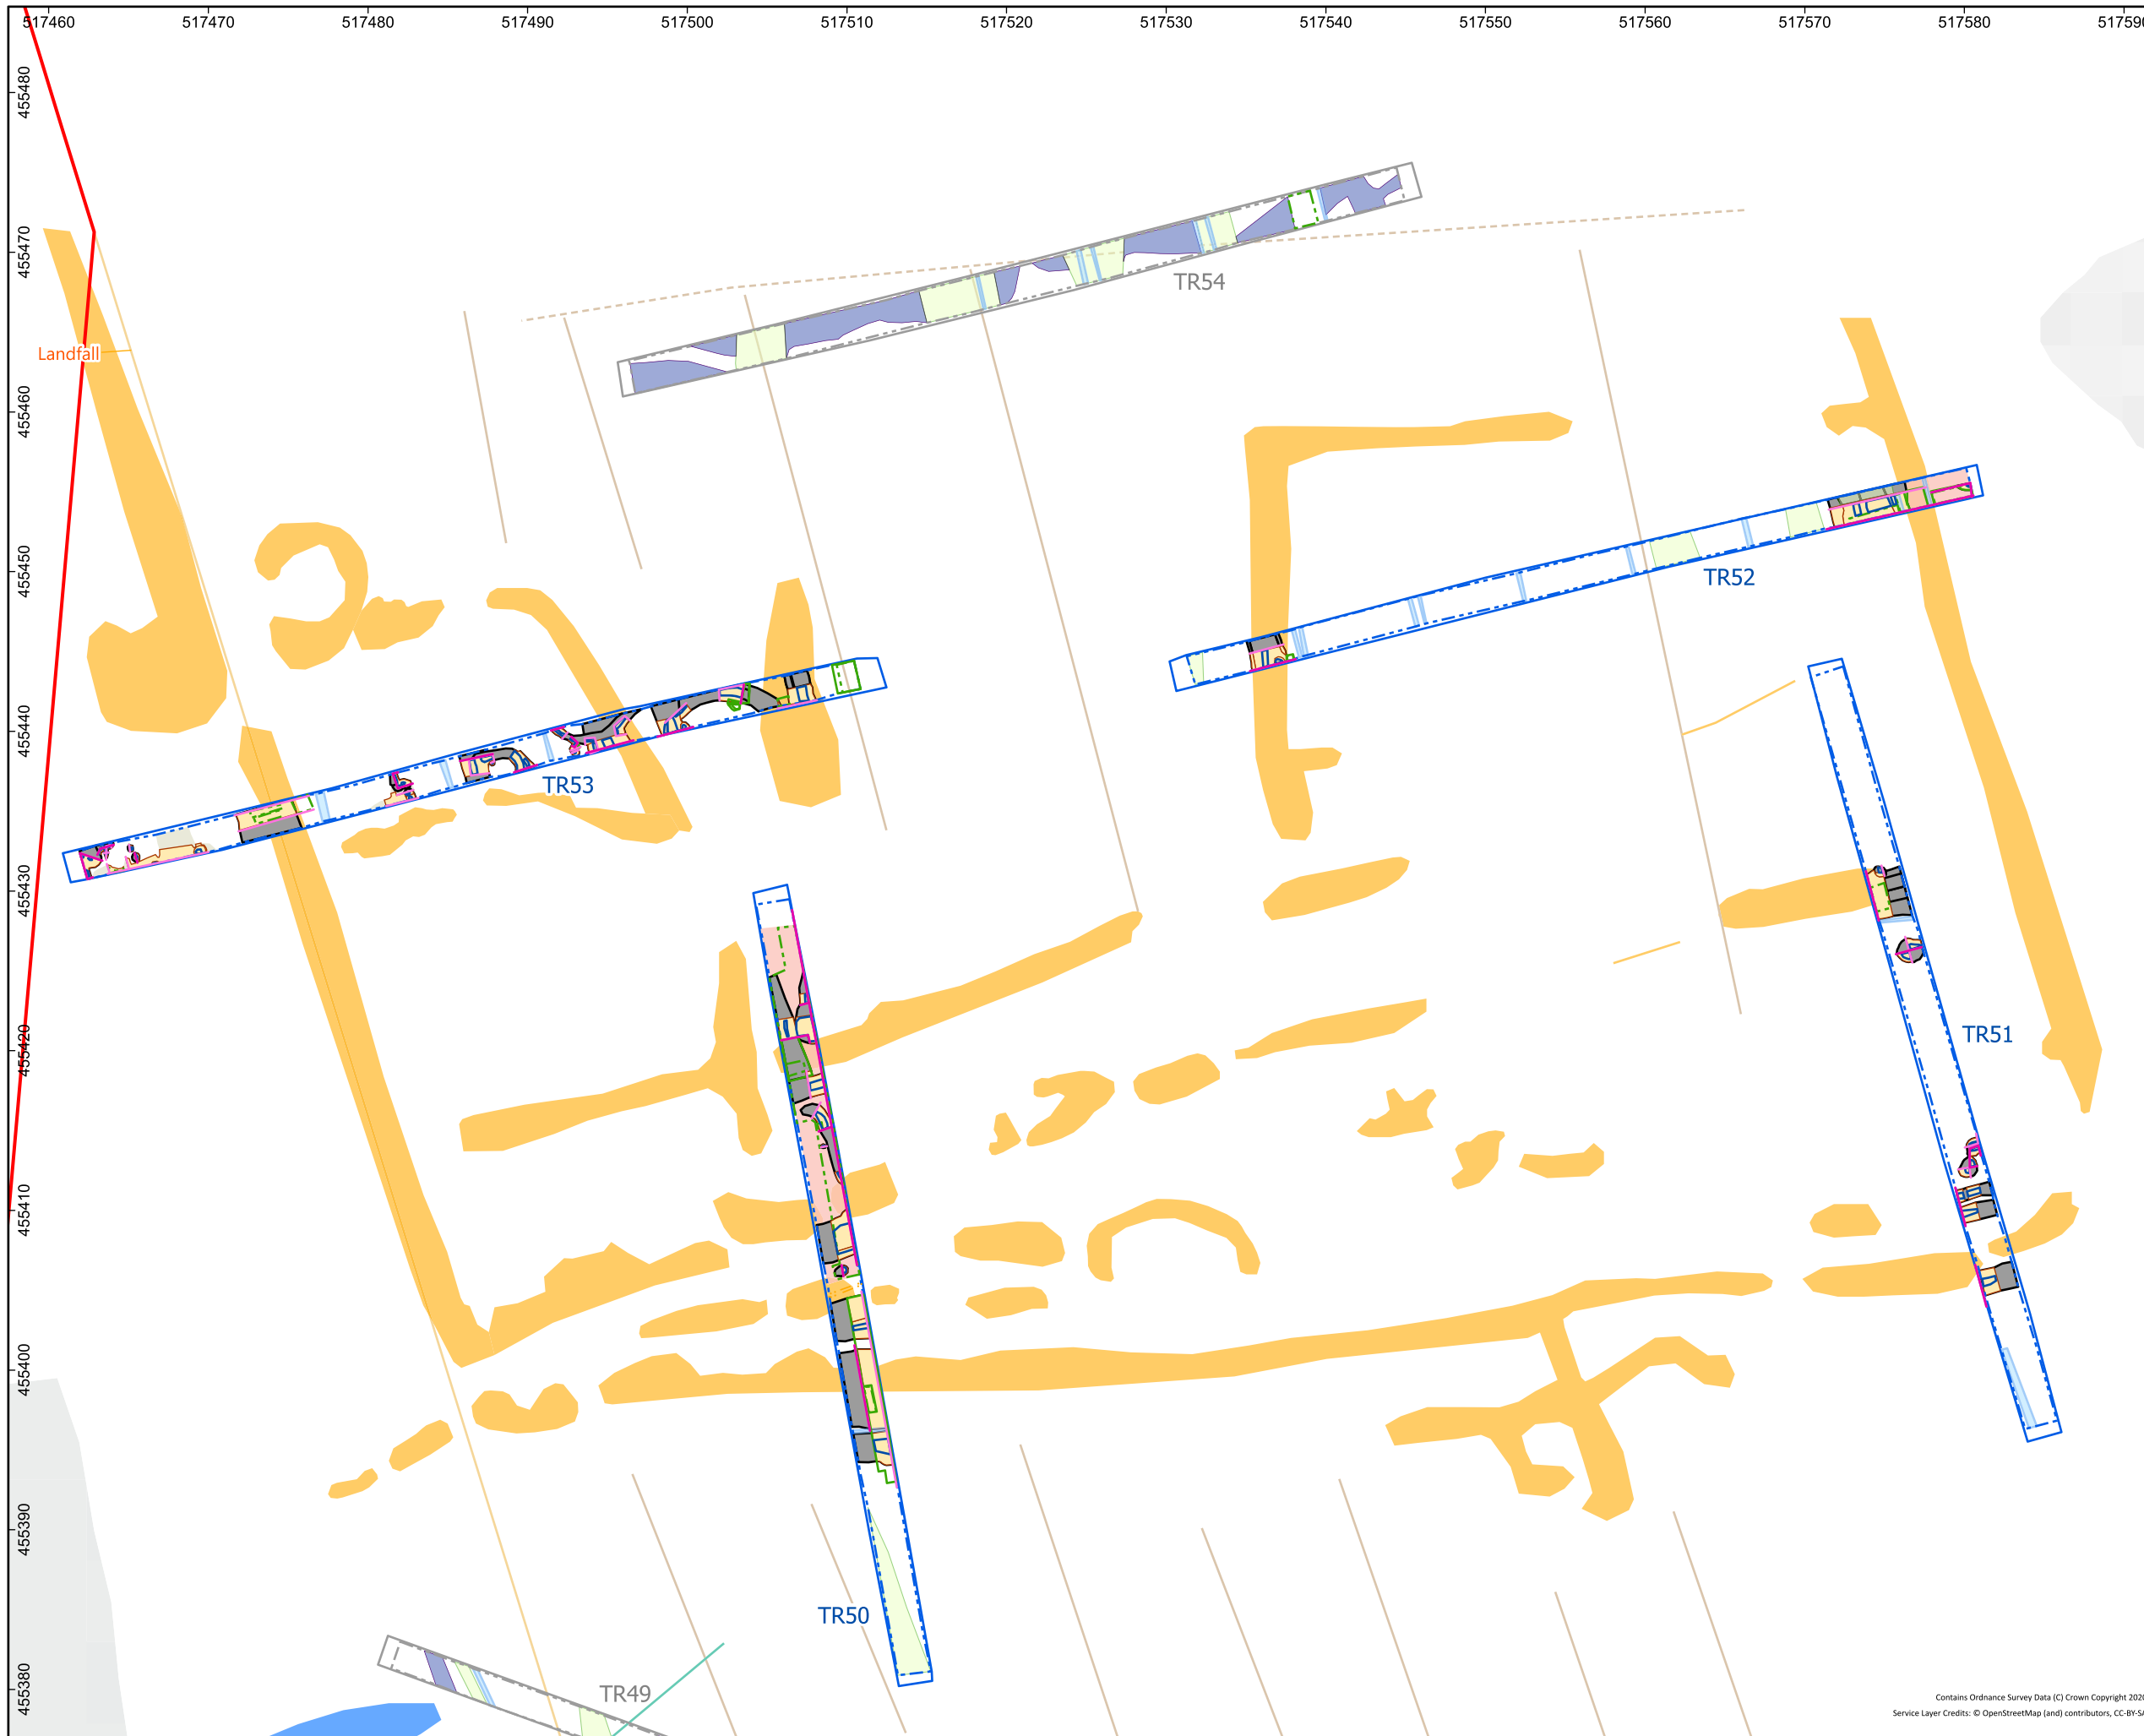 517460 517470 517480 517490 517500 517510 517520 517530 517540 517550 517560 517570 517580 517590
455480
455470
455460
455450
455440
455430
455420
455410
455400
455390
455380
TR54
Landfall
TR52
TR53
TR51
TR50
TR49
Contains Ordnance Survey Data (C) Crown Copyright 2020
Service Layer Credits: © OpenStreetMap (and) contributors, CC-BY-SA